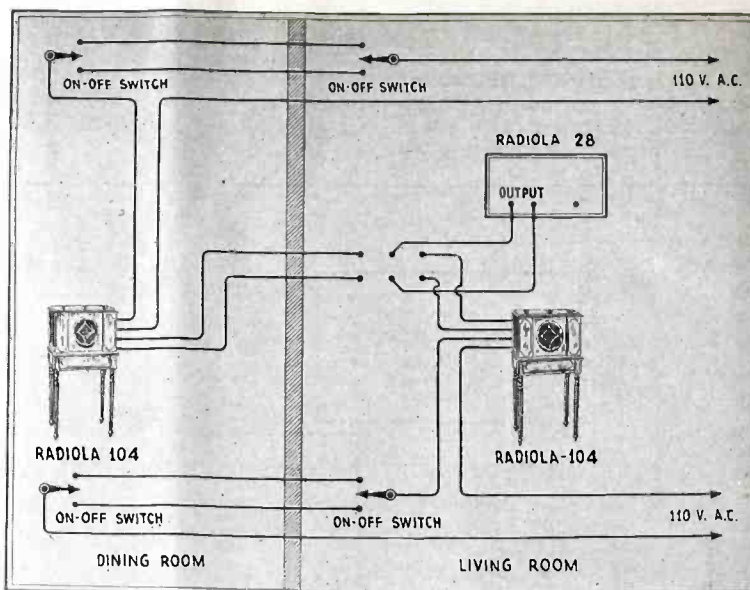 ON-OFF SWITCH
ON-OFF SWITCH
110 V. A.C.
RADIOLA 28
OUTPUT
RADIOLA 104
RADIOLA-104
ON-OFF SWITCH
ON-OFF SWITCH
110 V. A.C.
DINING ROOM
LIVING ROOM